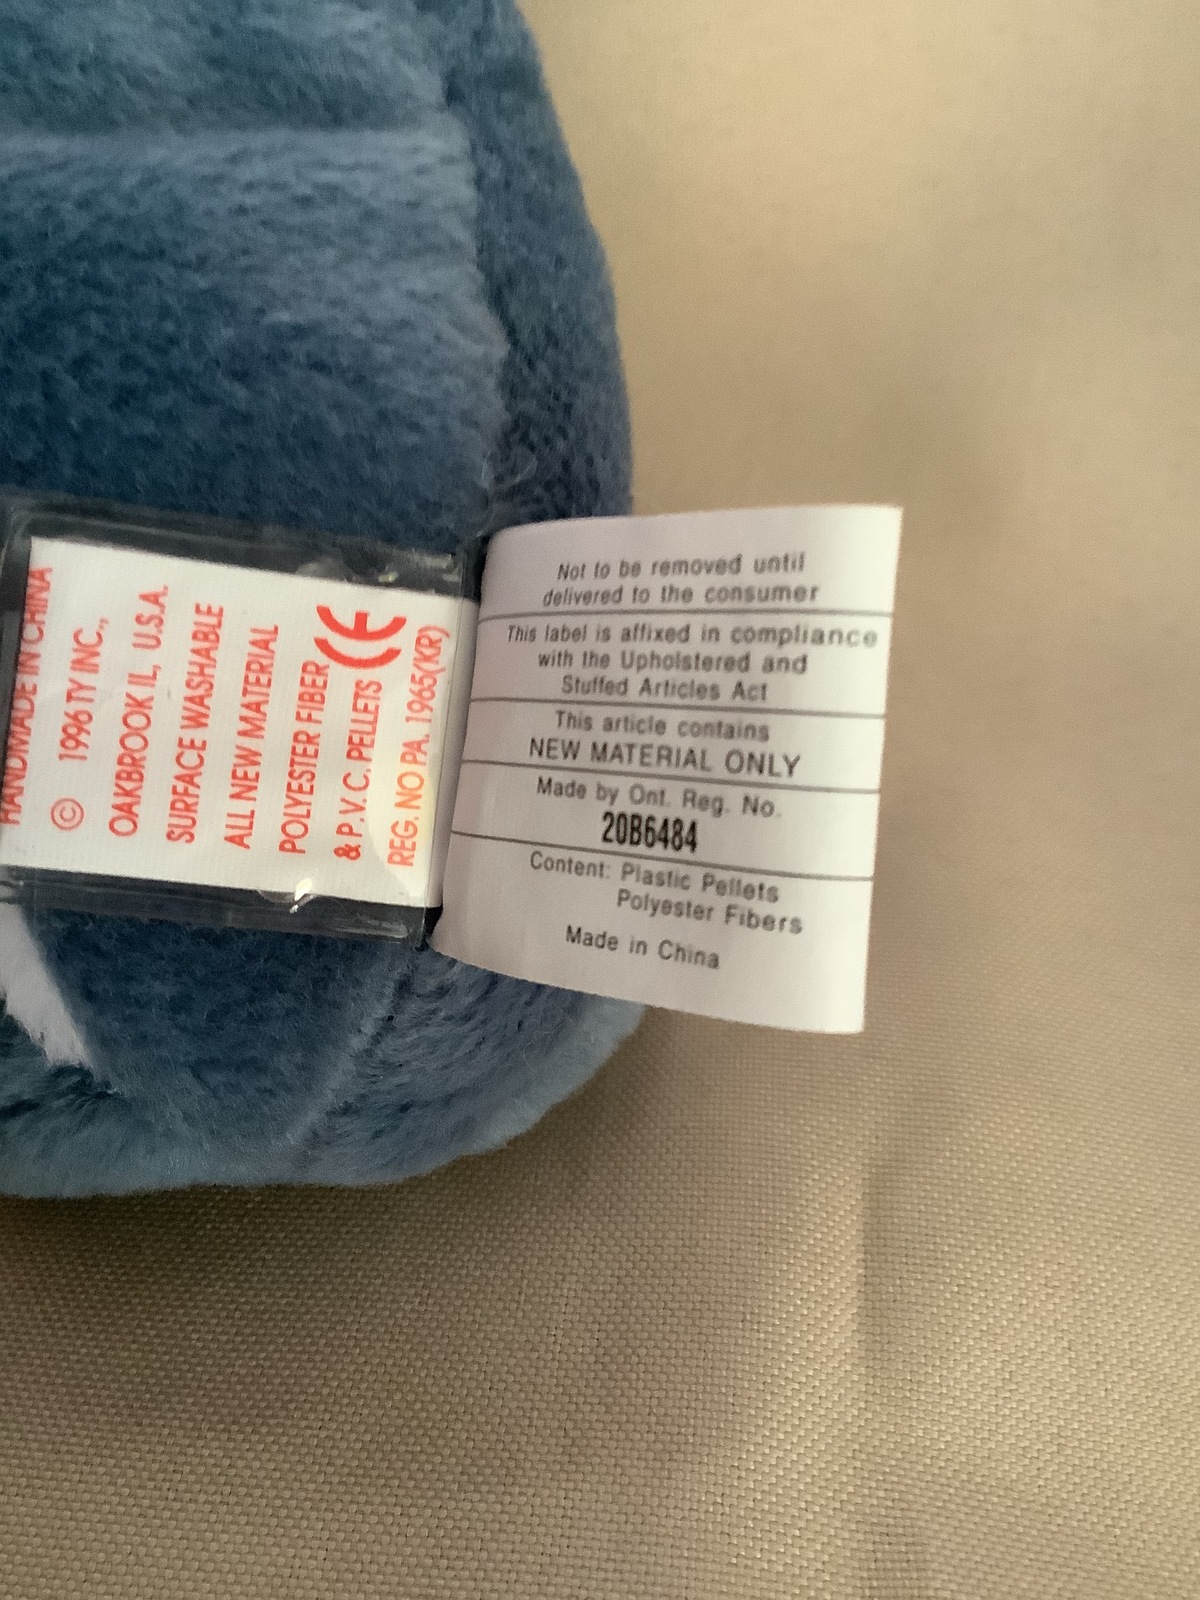 HANDMADE IN CHINA
© 1996 TY INC.,
OAKBROOK IL, U.S.A.
SURFACE WASHABLE
ALL NEW MATERIAL
POLYESTER FIBER
& P.V.C. PELLETS CE
REG. NO PA. 1965(KR)
Not to be removed until
delivered to the consumer
This label is affixed in compliance
with the Upholstered and
Stuffed Articles Act
This article contains
NEW MATERIAL ONLY
Made by Ont. Reg. No.
20B6484
Content: Plastic Pellets
Polyester Fibers
Made in China